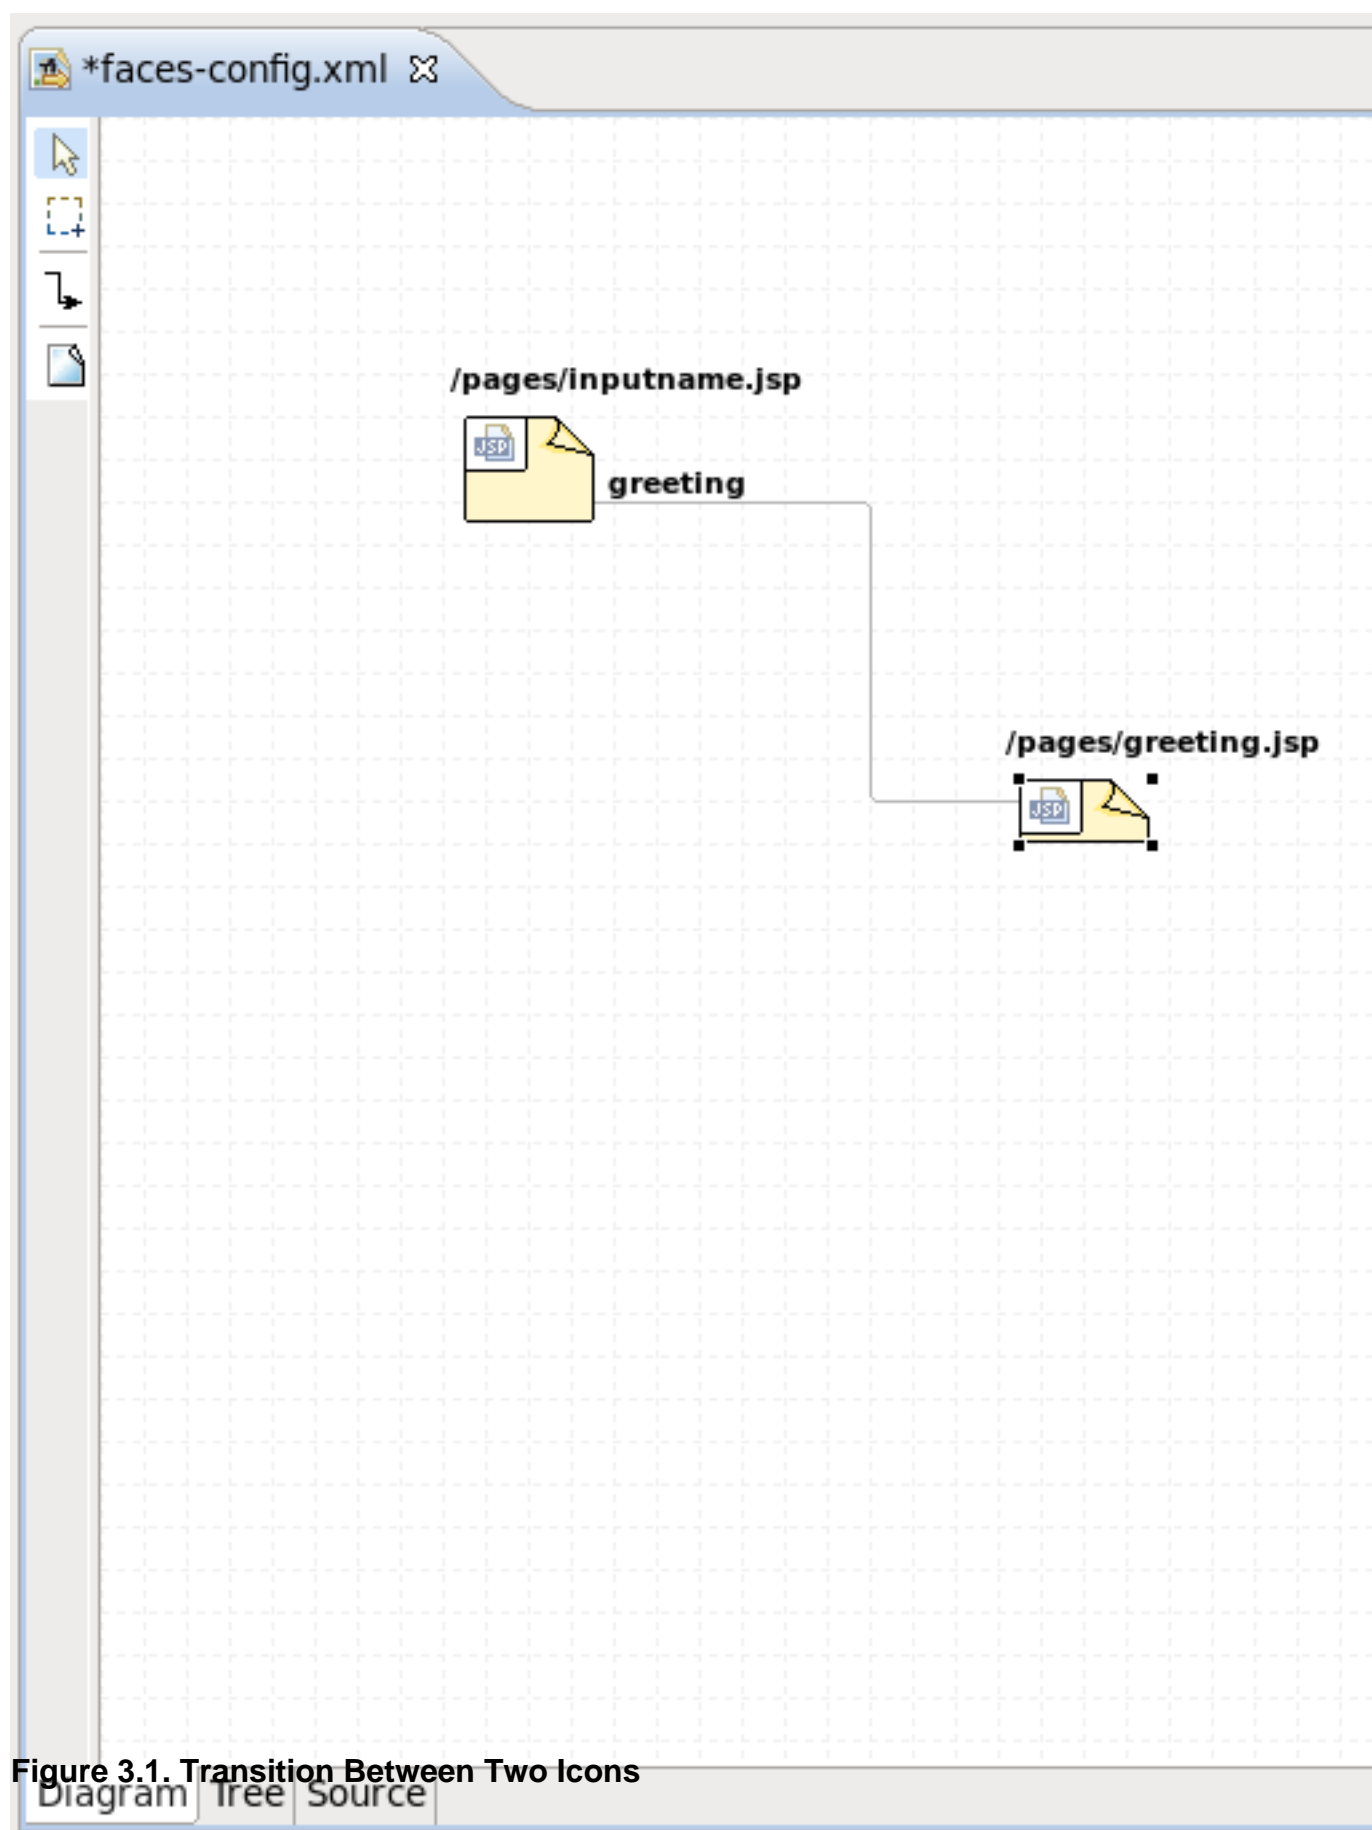 *faces-config.xml
/pages/inputname.jsp
JSP
greeting
/pages/greeting.jsp
JSP
Figure 3.1. Transition Between Two Icons
Diagram Tree Source